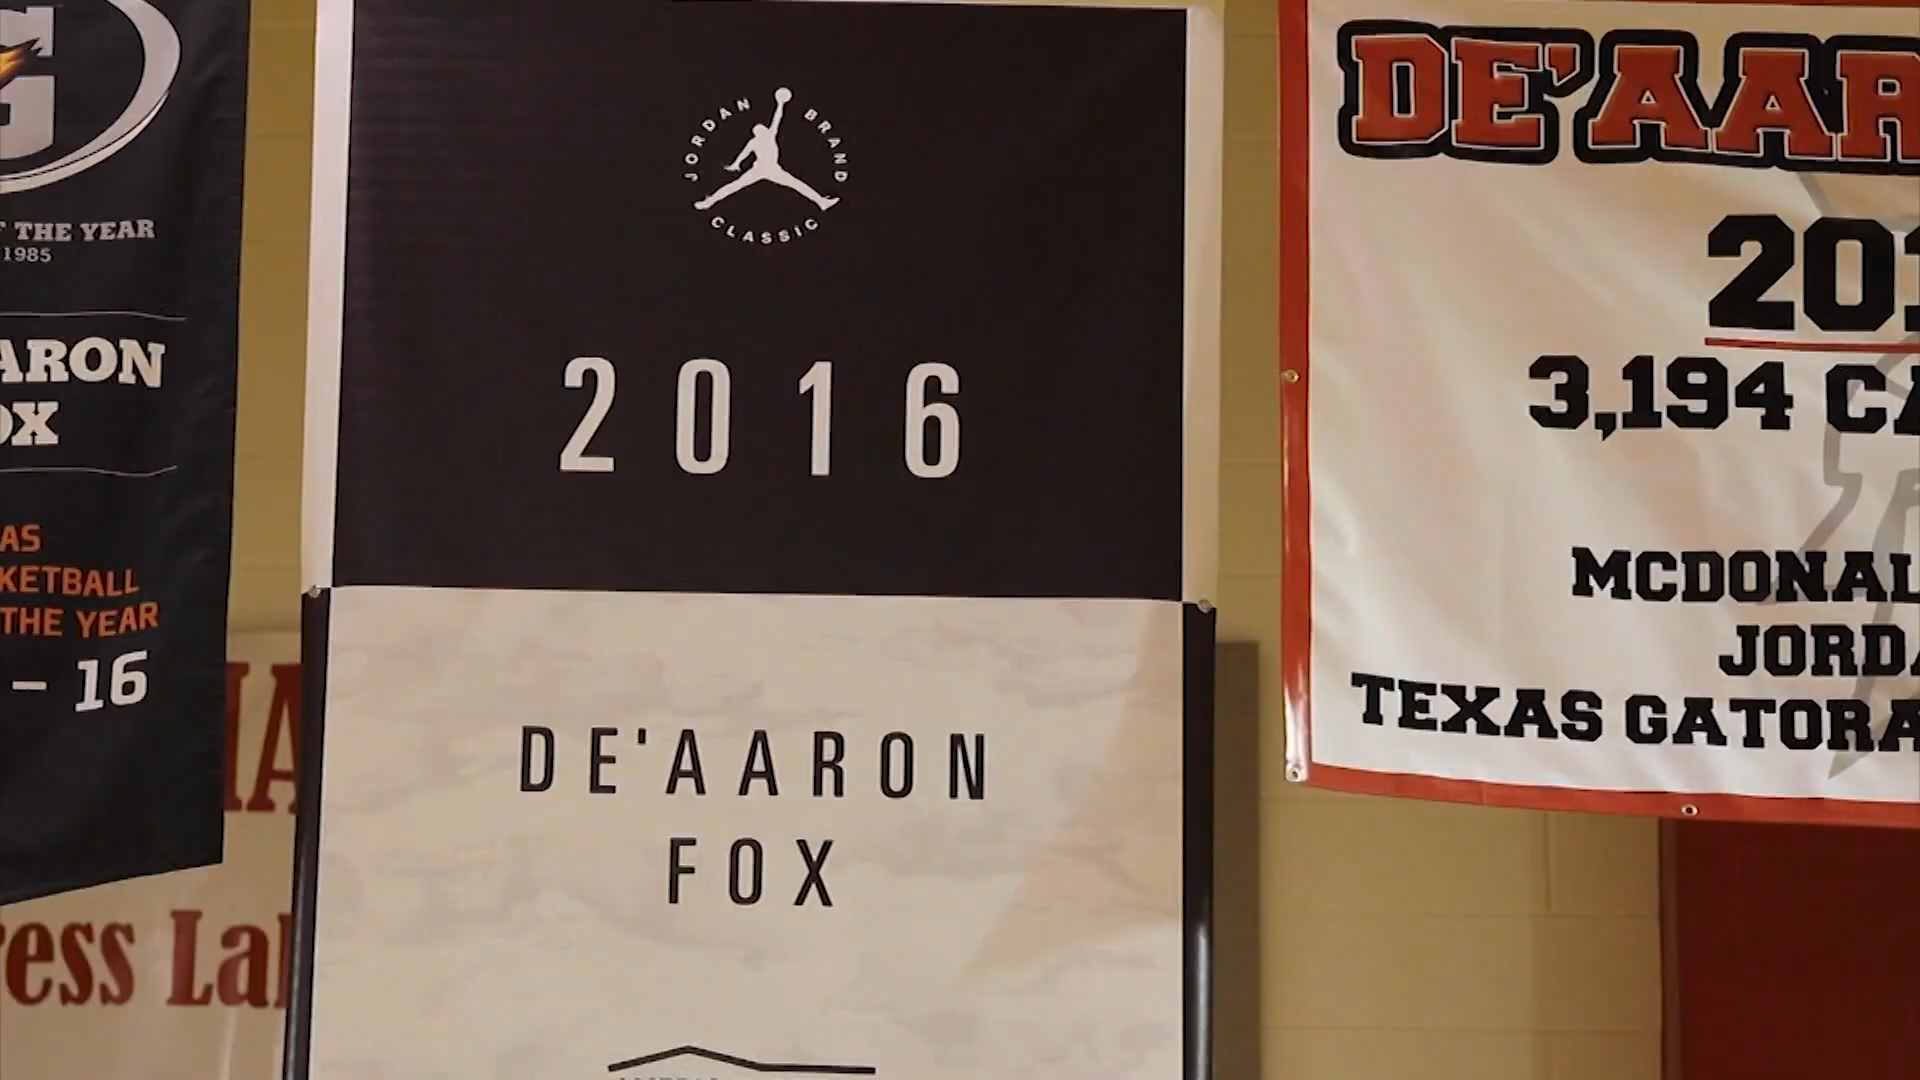 G
THE YEAR
1985
ARON
OX
AS
KETBALL
THE YEAR
– 16
ess La
JORDAN BRAND
CLASSIC
2016
DE'AARON
FOX
DE'AAR
201
3,194 CA
MCDONAL
JORDA
TEXAS GATORA